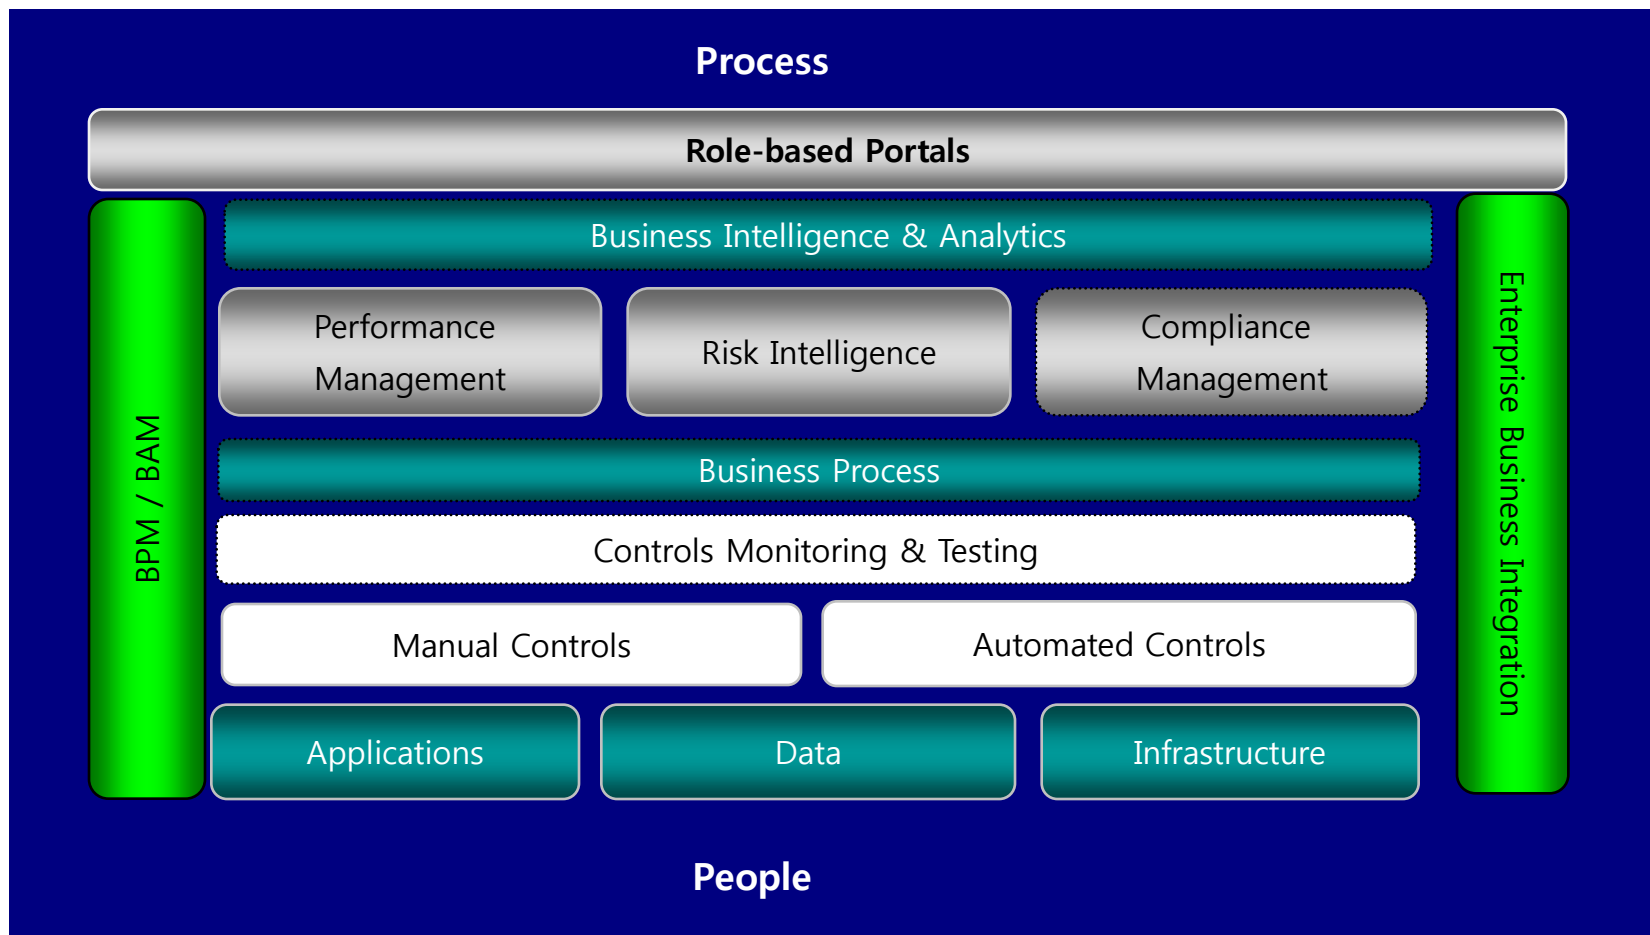 Process
Role-based Portals
Business Intelligence & Analytics
Performance
Management
Risk Intelligence
Compliance
Management
Business Process
Controls Monitoring & Testing
Manual Controls
Automated Controls
Applications
Data
Infrastructure
BPM / BAM
Enterprise Business Integration
People